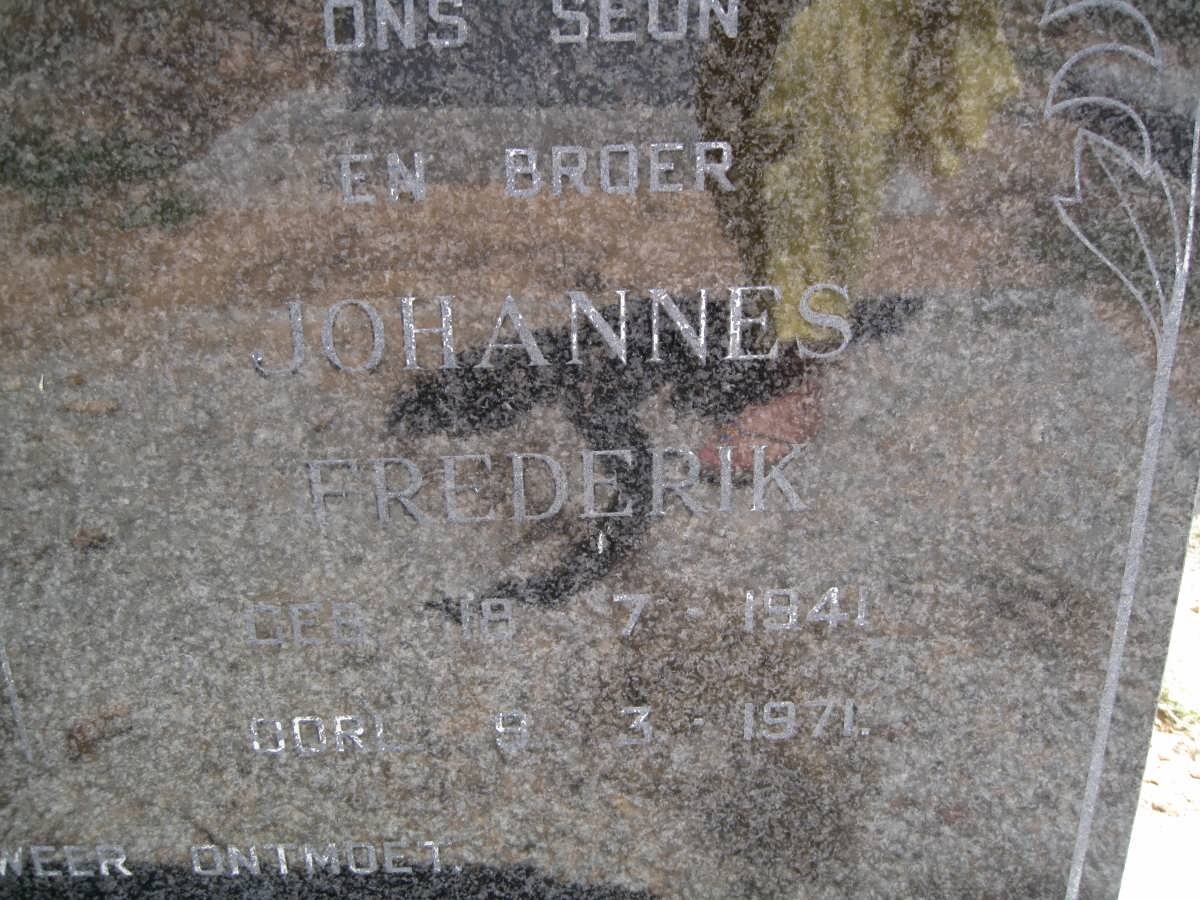 ONS SEUN
EN BROER
JOHANNES
FREDERIK
GEB 18 · 7 · 1941
OORL 9 · 3 · 1971.
WEER ONTMOET.